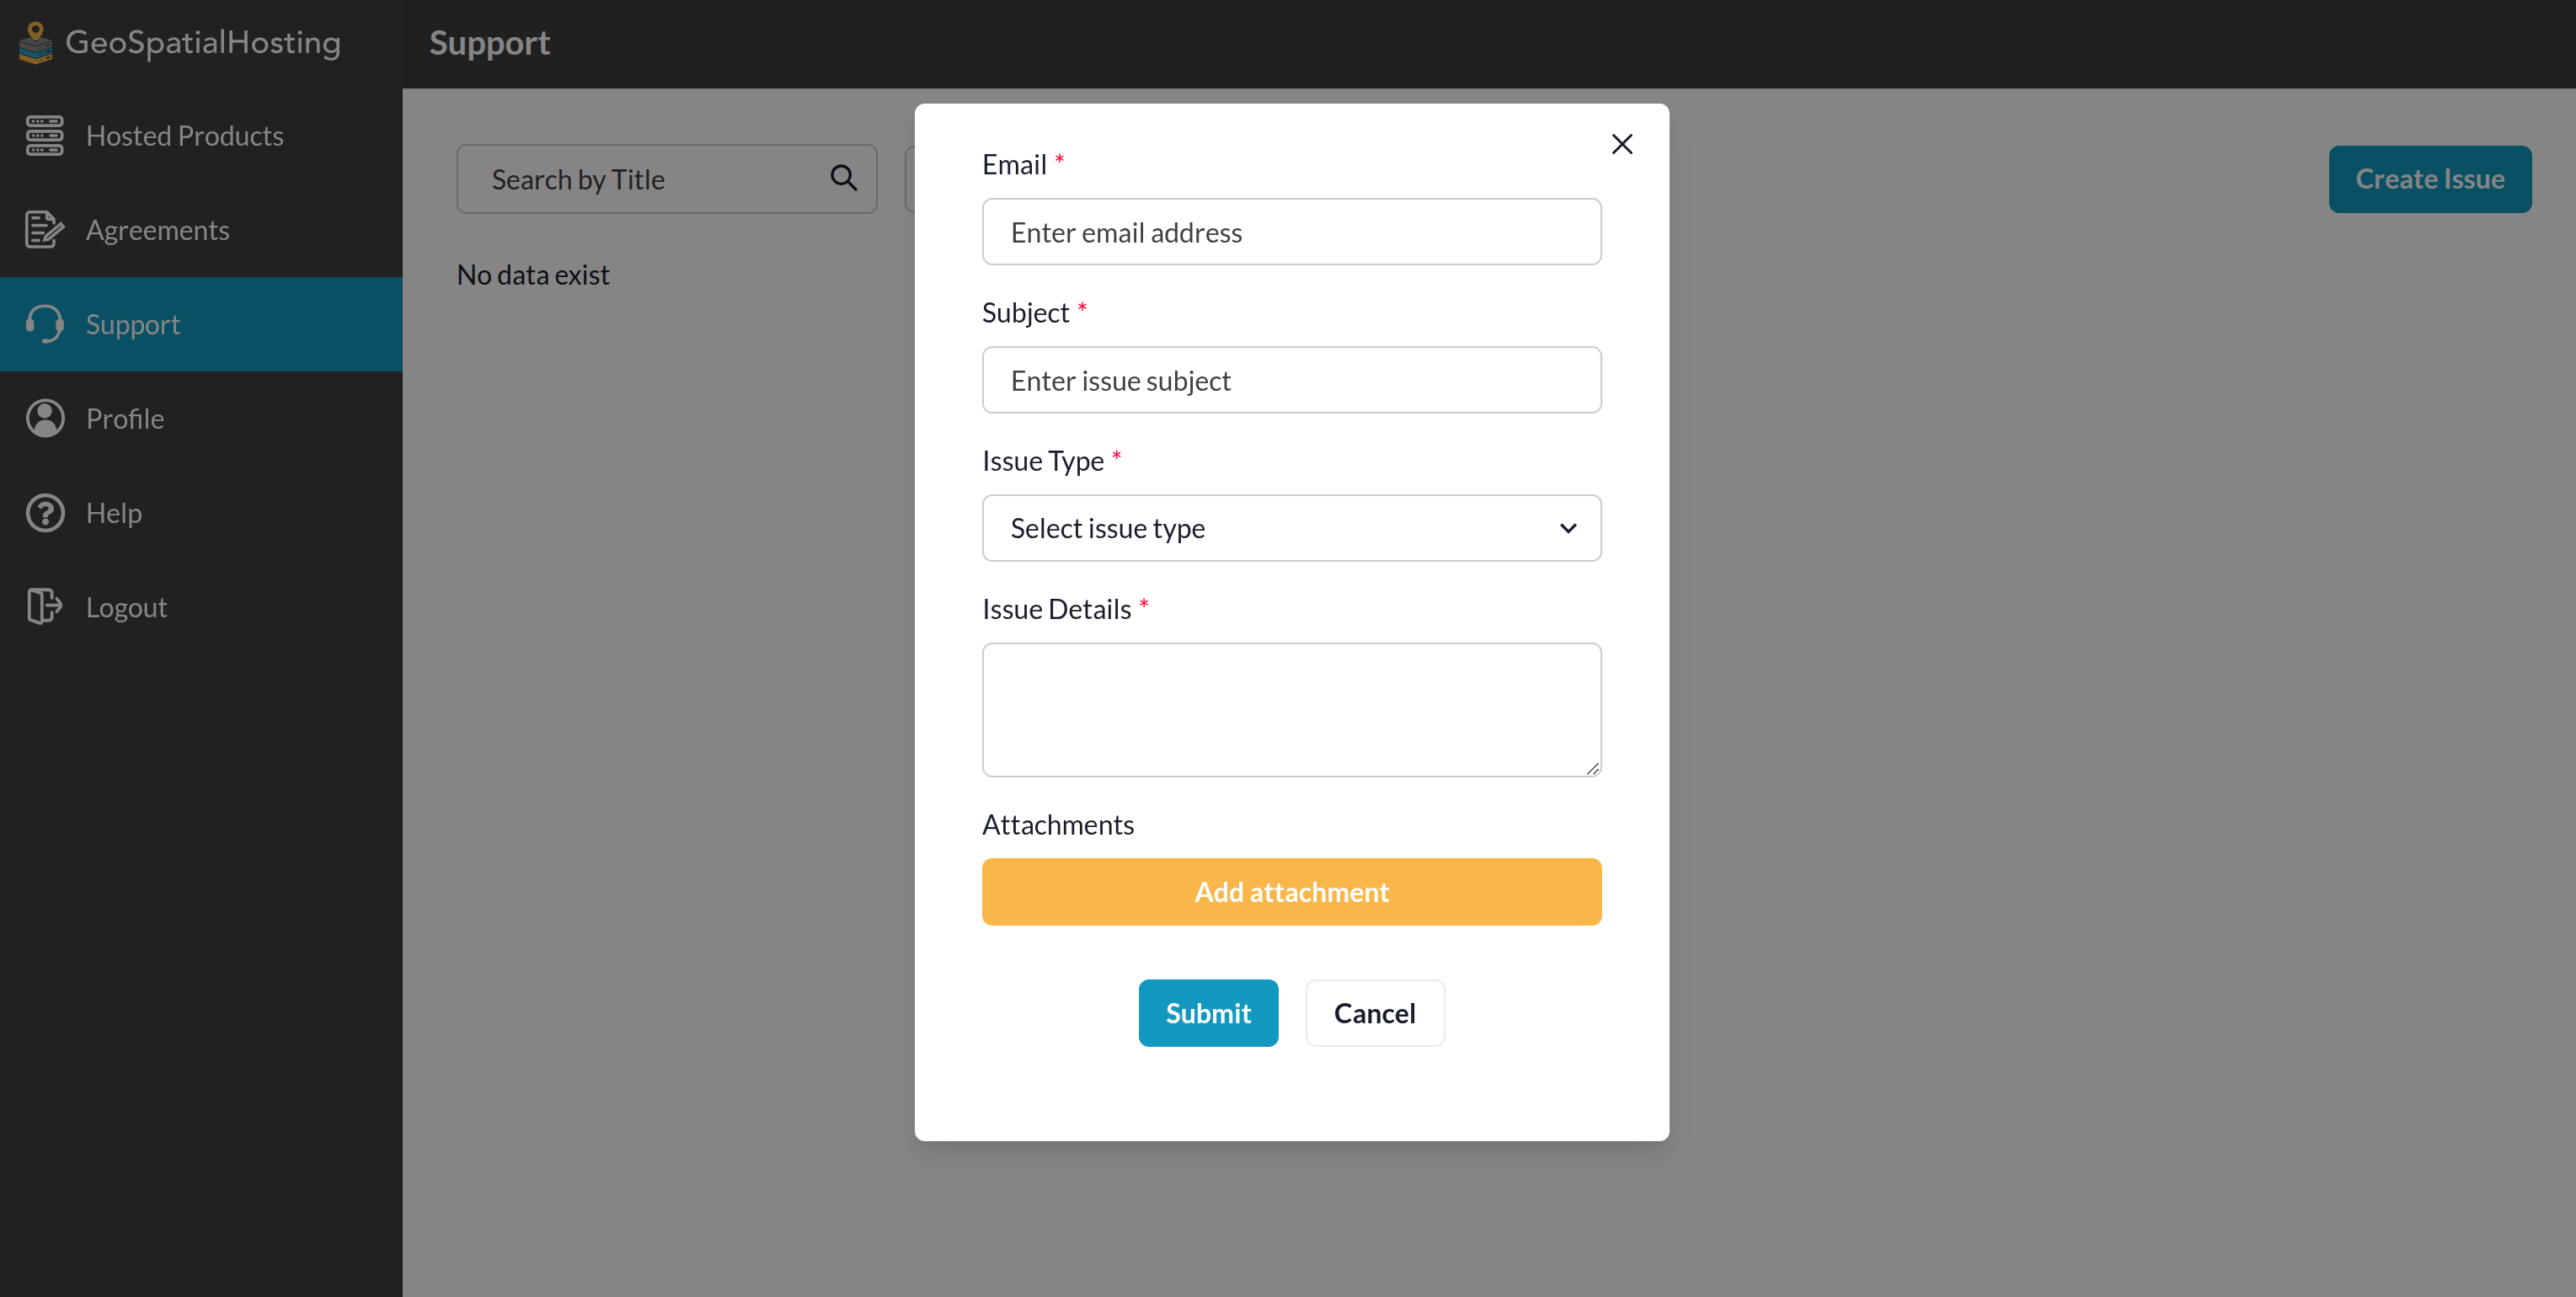 GeoSpatialHosting
Hosted Products
Agreements
Support
Profile
Help
Logout
Support
Search by Title
Create Issue
No data exist
Email *
Enter email address
Subject *
Enter issue subject
Issue Type *
Select issue type
Issue Details *
Attachments
Add attachment
Submit
Cancel